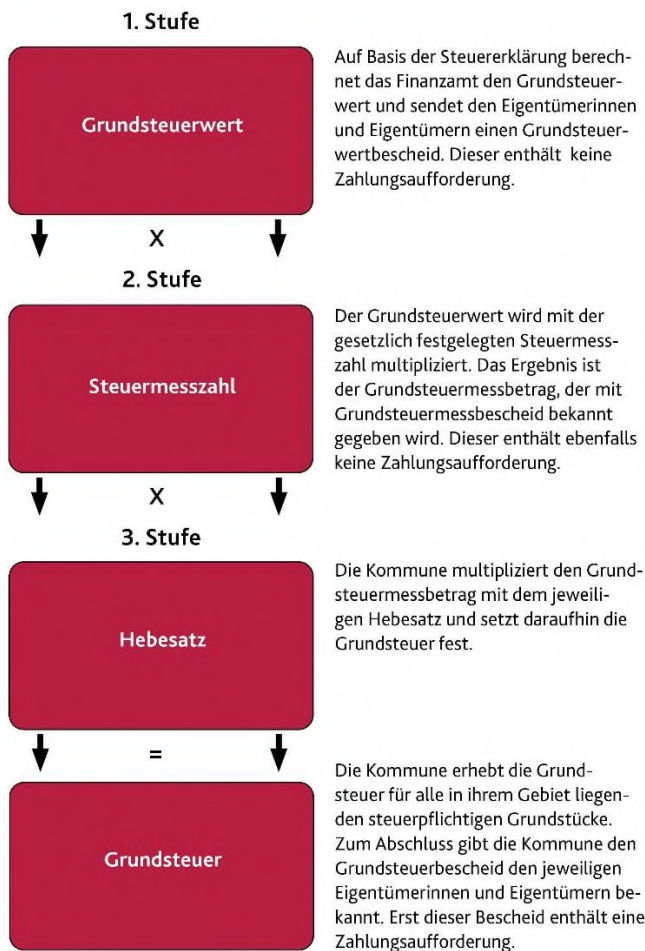 1. Stufe
Grundsteuerwert
Auf Basis der Steuererklärung berech-
net das Finanzamt den Grundsteuer-
wert und sendet den Eigentümerinnen
und Eigentümern einen Grundsteuer-
wertbescheid. Dieser enthält keine
Zahlungsaufforderung.
X
2. Stufe
Steuermesszahl
Der Grundsteuerwert wird mit der
gesetzlich festgelegten Steuermess-
zahl multipliziert. Das Ergebnis ist
der Grundsteuermessbetrag, der mit
Grundsteuermessbescheid bekannt
gegeben wird. Dieser enthält ebenfalls
keine Zahlungsaufforderung.
X
3. Stufe
Hebesatz
Die Kommune multipliziert den Grund-
steuermessbetrag mit dem jeweili-
gen Hebesatz und setzt daraufhin die
Grundsteuer fest.
=
Grundsteuer
Die Kommune erhebt die Grund-
steuer für alle in ihrem Gebiet liegen-
den steuerpflichtigen Grundstücke.
Zum Abschluss gibt die Kommune den
Grundsteuerbescheid den jeweiligen
Eigentümerinnen und Eigentümern be-
kannt. Erst dieser Bescheid enthält eine
Zahlungsaufforderung.